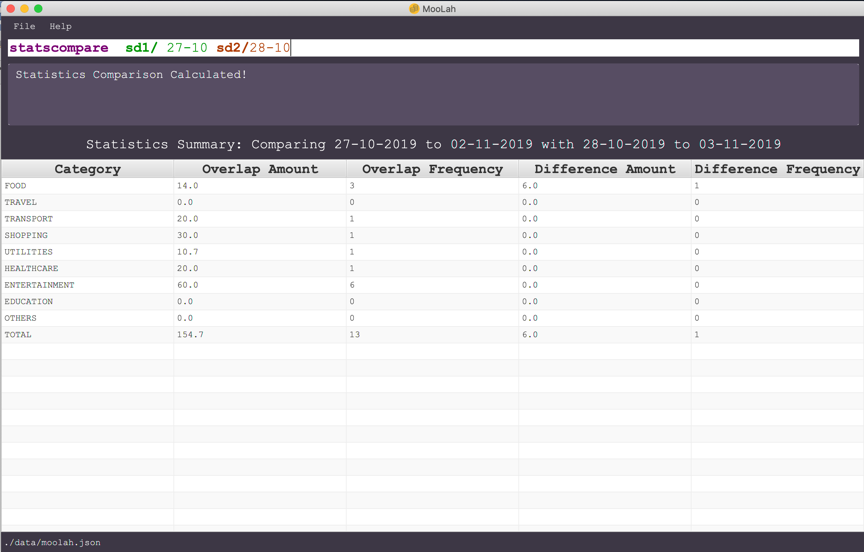 MooLah
File Help
statscompare sd1/ 27-10 sd2/28-10
Statistics Comparison Calculated!
Statistics Summary: Comparing 27-10-2019 to 02-11-2019 with 28-10-2019 to 03-11-2019
Category Overlap Amount Overlap Frequency Difference Amount Difference Frequency
FOOD 14.0 3 6.0 1
TRAVEL 0.0 0 0.0 0
TRANSPORT 20.0 1 0.0 0
SHOPPING 30.0 1 0.0 0
UTILITIES 10.7 1 0.0 0
HEALTHCARE 20.0 1 0.0 0
ENTERTAINMENT 60.0 6 0.0 0
EDUCATION 0.0 0 0.0 0
OTHERS 0.0 0 0.0 0
TOTAL 154.7 13 6.0 1
./data/moolah.json